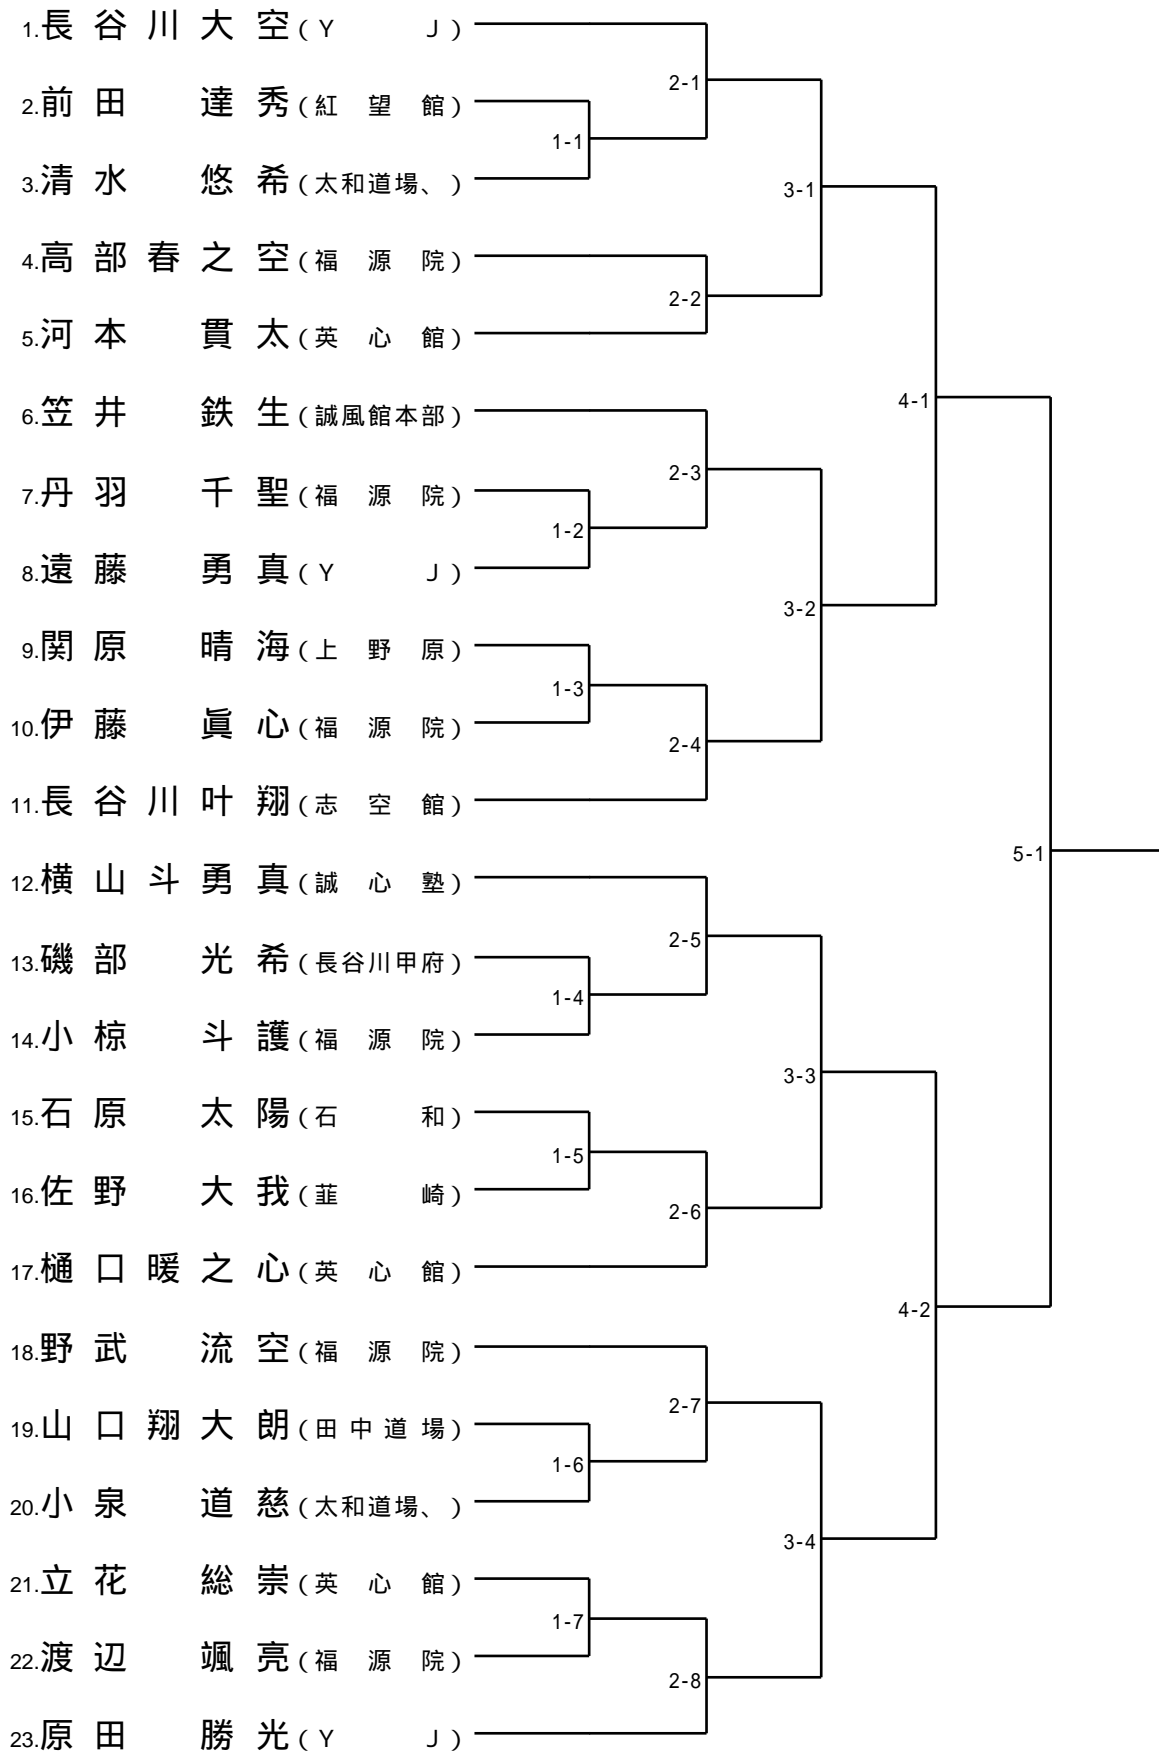 1.長谷川大空(Y J)
2-1
2.前田 達秀(紅望館)
1-1
3.清水 悠希(太和道場、)
3-1
4.高部春之空(福源院)
2-2
5.河本 貫太(英心館)
4-1
6.笠井 鉄生(誠風館本部)
2-3
7.丹羽 千聖(福源院)
1-2
8.遠藤 勇真(Y J)
3-2
9.関原 晴海(上野原)
1-3
10.伊藤 眞心(福源院)
2-4
11.長谷川叶翔(志空館)
5-1
12.横山斗勇真(誠心塾)
2-5
13.磯部 光希(長谷川甲府)
1-4
14.小椋 斗護(福源院)
3-3
15.石原 太陽(石和)
1-5
16.佐野 大我(韮崎)
2-6
17.樋口暖之心(英心館)
4-2
18.野武 流空(福源院)
2-7
19.山口翔大朗(田中道場)
1-6
20.小泉 道慈(太和道場、)
3-4
21.立花 総崇(英心館)
1-7
22.渡辺 颯亮(福源院)
2-8
23.原田 勝光(Y J)